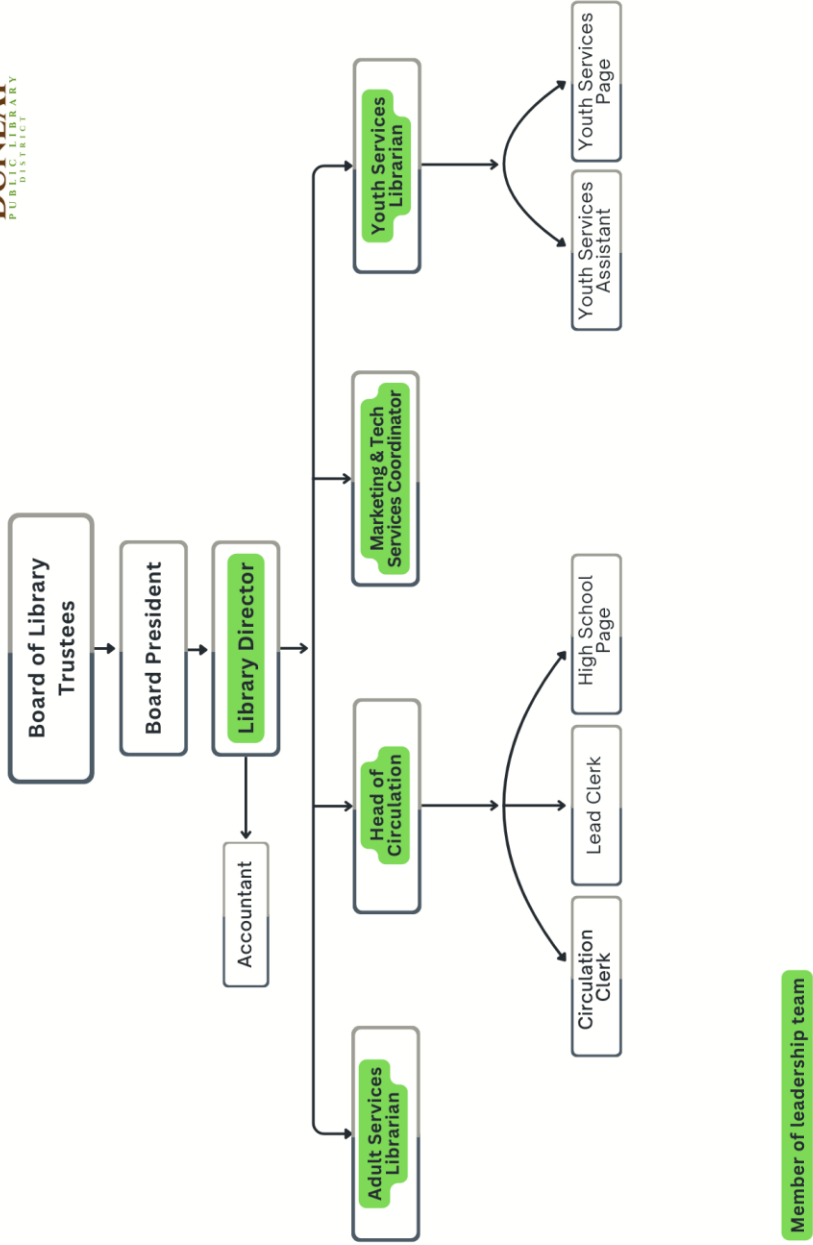 PUBLIC LIBRARY
DISTRICT
Board of Library
Trustees
Board President
Library Director
Accountant
Adult Services
Librarian
Head of
Circulation
Marketing & Tech
Services Coordinator
Youth Services
Librarian
Circulation
Clerk
Lead Clerk
High School
Page
Youth Services
Assistant
Youth Services
Page
Member of leadership team